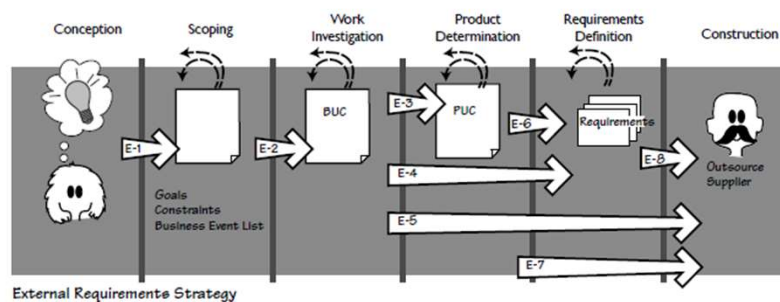 Conception
Scoping
Work
Investigation
Product
Determination
Requirements
Definition
Construction
E-1
E-2
BUC
E-3
PUC
E-6
Requirements
E-8
E-4
Outsource
Supplier
Goals
Constraints
Business Event List
E-5
E-7
External Requirements Strategy